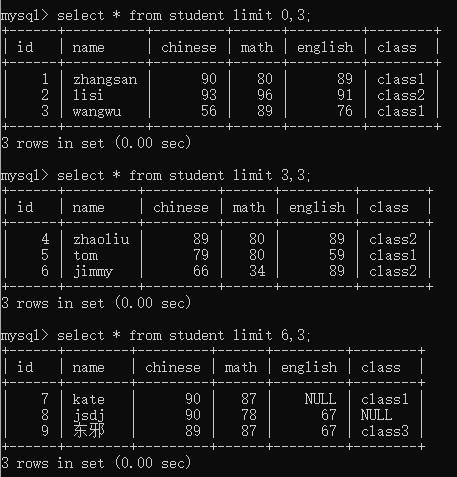 mysql> select * from student limit 0,3;
+------+----------+---------+------+---------+--------+
| id   | name     | chinese | math | english | class  |
+------+----------+---------+------+---------+--------+
|    1 | zhangsan |      90 |   80 |      89 | class1 |
|    2 | lisi     |      93 |   96 |      91 | class2 |
|    3 | wangwu   |      56 |   89 |      76 | class1 |
+------+----------+---------+------+---------+--------+
3 rows in set (0.00 sec)
mysql> select * from student limit 3,3;
+------+---------+---------+------+---------+--------+
| id   | name    | chinese | math | english | class  |
+------+---------+---------+------+---------+--------+
|    4 | zhaoliu |      89 |   80 |      89 | class2 |
|    5 | tom     |      79 |   80 |      59 | class1 |
|    6 | jimmy   |      66 |   34 |      89 | class2 |
+------+---------+---------+------+---------+--------+
3 rows in set (0.00 sec)
mysql> select * from student limit 6,3;
+------+--------+---------+------+---------+--------+
| id   | name   | chinese | math | english | class  |
+------+--------+---------+------+---------+--------+
|    7 | kate   |      90 |   87 |    NULL | class1 |
|    8 | jsdj   |      90 |   78 |      67 | NULL   |
|    9 | 东邪   |      89 |   87 |      67 | class3 |
+------+--------+---------+------+---------+--------+
3 rows in set (0.00 sec)